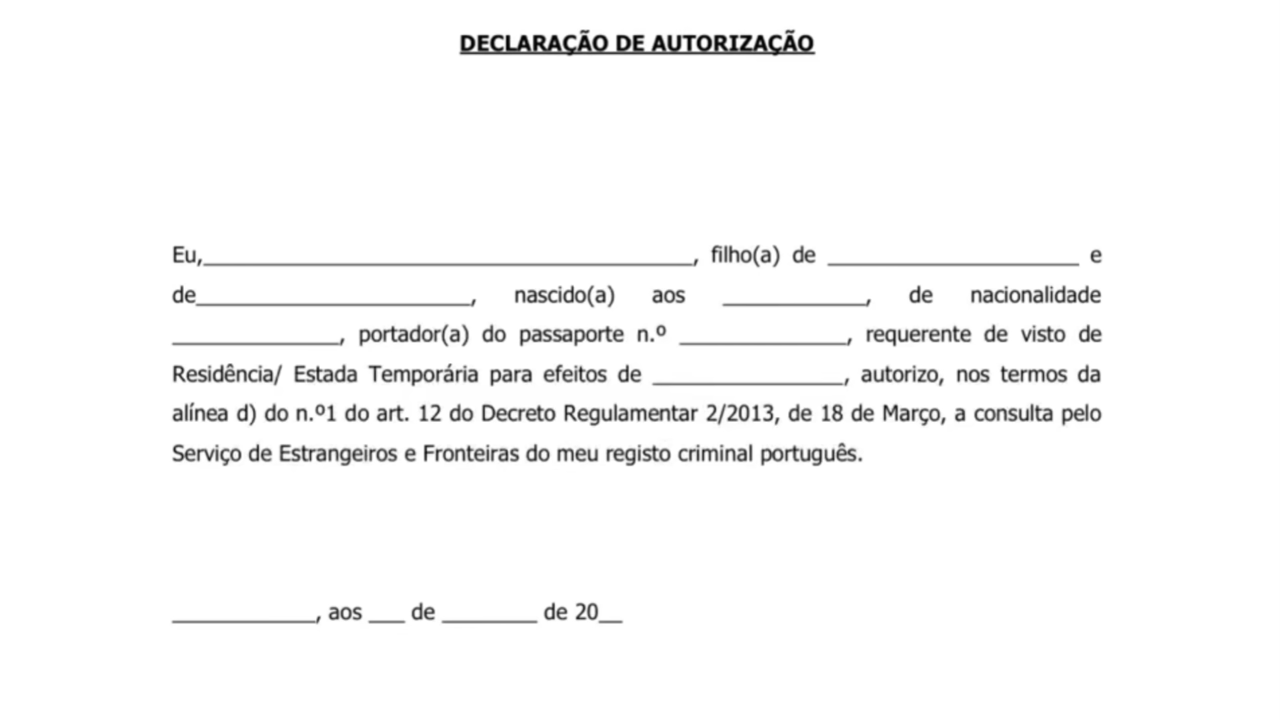 DECLARAÇÃO DE AUTORIZAÇÃO
Eu,_________________________________________, filho(a) de _____________________ e
de_______________________, nascido(a) aos ____________, de nacionalidade
______________, portador(a) do passaporte n.º ______________, requerente de visto de
Residência/ Estada Temporária para efeitos de ________________, autorizo, nos termos da
alínea d) do n.º1 do art. 12 do Decreto Regulamentar 2/2013, de 18 de Março, a consulta pelo
Serviço de Estrangeiros e Fronteiras do meu registo criminal português.
____________, aos ___ de ________ de 20__